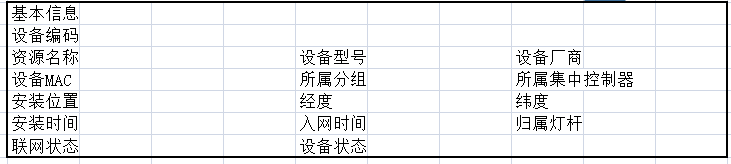 基本信息
设备编码
资源名称 设备型号 设备厂商
设备MAC 所属分组 所属集中控制器
安装位置 经度 纬度
安装时间 入网时间 归属灯杆
联网状态 设备状态